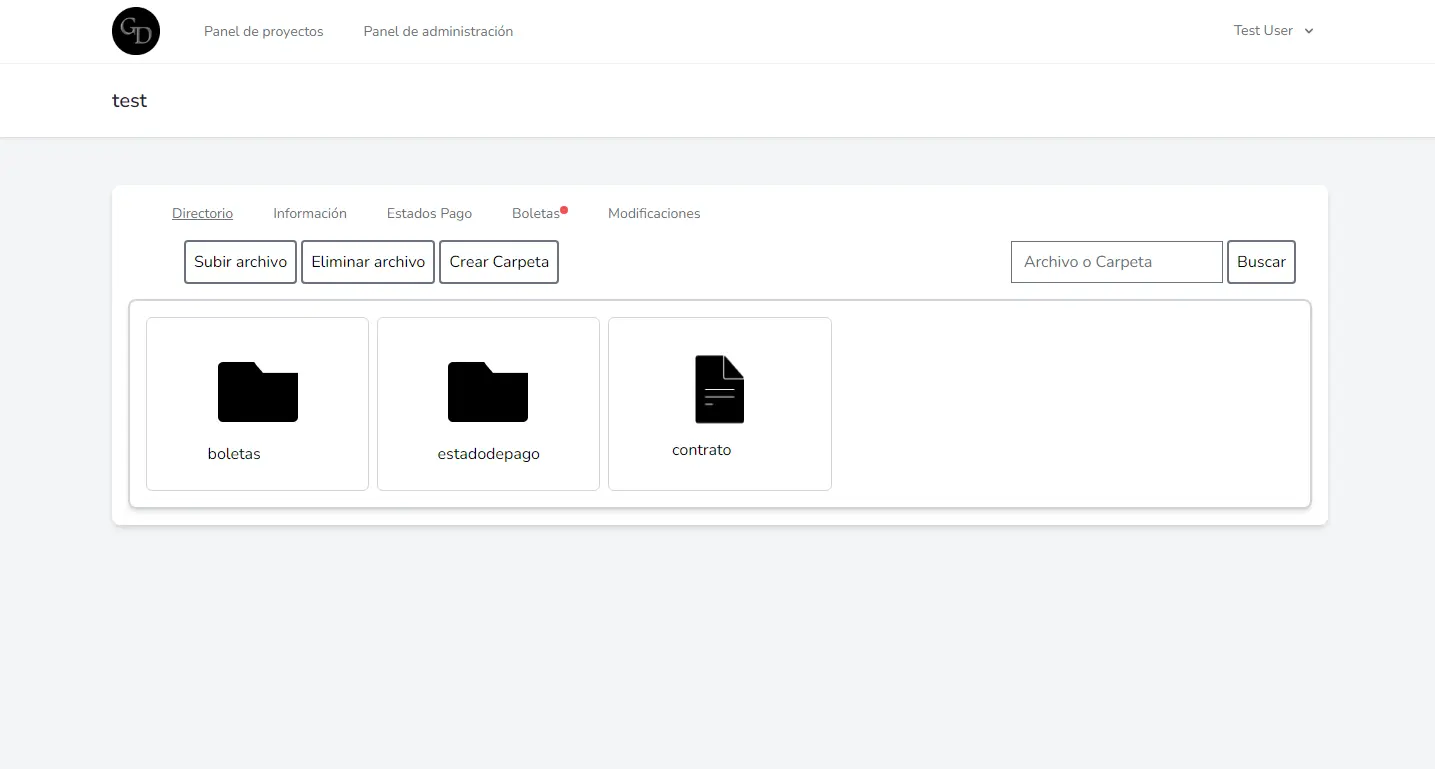 GD Panel de proyectos Panel de administración Test User
test
Directorio Información Estados Pago Boletas Modificaciones
Subir archivo Eliminar archivo Crear Carpeta Archivo o Carpeta Buscar
boletas estadodepago contrato